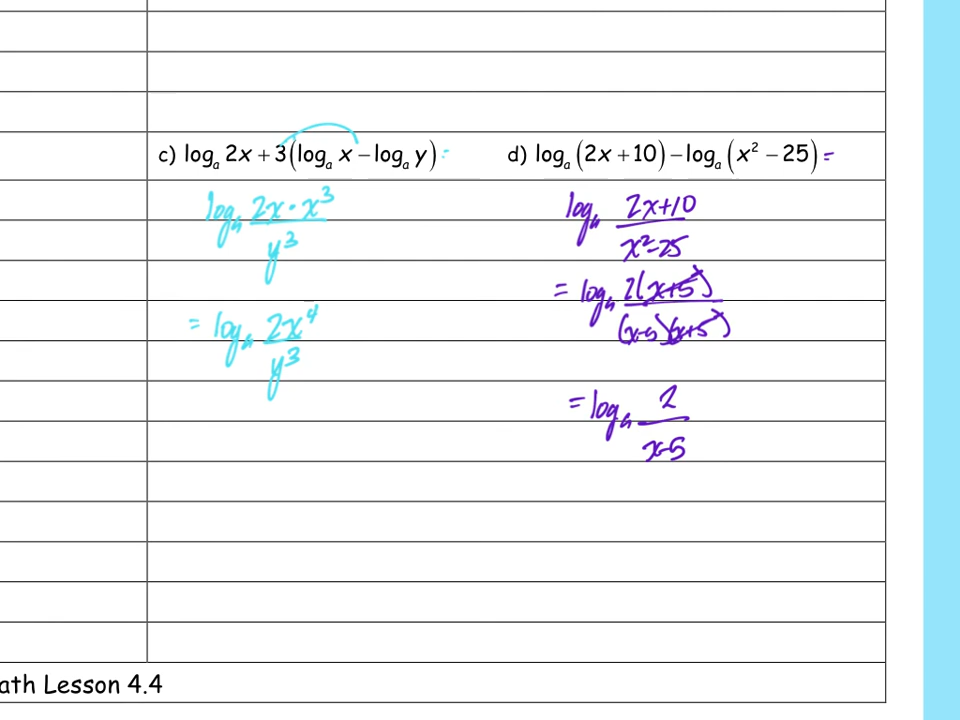 c) logₐ 2x + 3(logₐ x − logₐ y) =
logₐ 2x · x³ / y³
= logₐ 2x⁴ / y³
d) logₐ (2x + 10) − logₐ (x² − 25) =
logₐ 2x+10 / x²−25
= logₐ 2(x+5) / (x-5)(x+5)
= logₐ 2 / x-5
ath Lesson 4.4